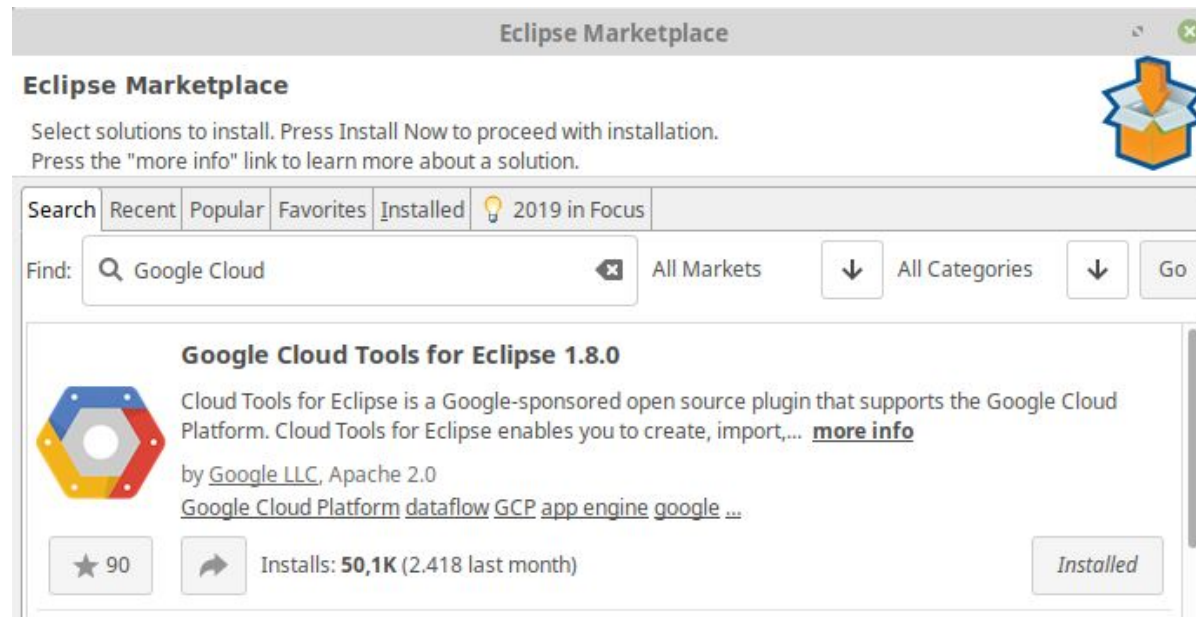 Eclipse Marketplace
Eclipse Marketplace
Select solutions to install. Press Install Now to proceed with installation.
Press the "more info" link to learn more about a solution.
Search Recent Popular Favorites Installed 2019 in Focus
Find: Google Cloud All Markets All Categories Go
Google Cloud Tools for Eclipse 1.8.0
Cloud Tools for Eclipse is a Google-sponsored open source plugin that supports the Google Cloud
Platform. Cloud Tools for Eclipse enables you to create, import,... more info
by Google LLC, Apache 2.0
Google Cloud Platform dataflow GCP app engine google ...
90 Installs: 50,1K (2.418 last month) Installed